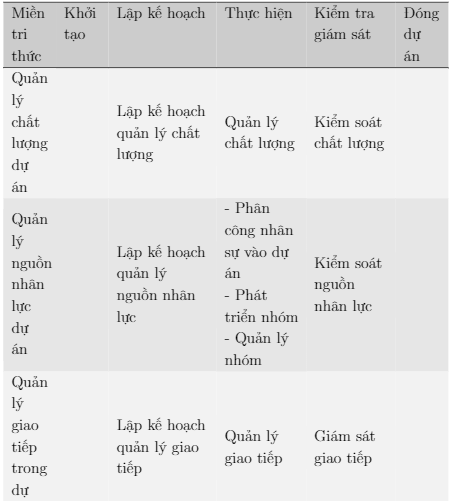 Miền tri thức
Khởi tạo
Lập kế hoạch
Thực hiện
Kiểm tra giám sát
Đóng dự án
Quản lý chất lượng dự án
Lập kế hoạch quản lý chất lượng
Quản lý chất lượng
Kiểm soát chất lượng
Quản lý nguồn nhân lực dự án
Lập kế hoạch quản lý nguồn nhân lực
- Phân công nhân sự vào dự án
- Phát triển nhóm
- Quản lý nhóm
Kiểm soát nguồn nhân lực
Quản lý giao tiếp trong dự
Lập kế hoạch quản lý giao tiếp
Quản lý giao tiếp
Giám sát giao tiếp